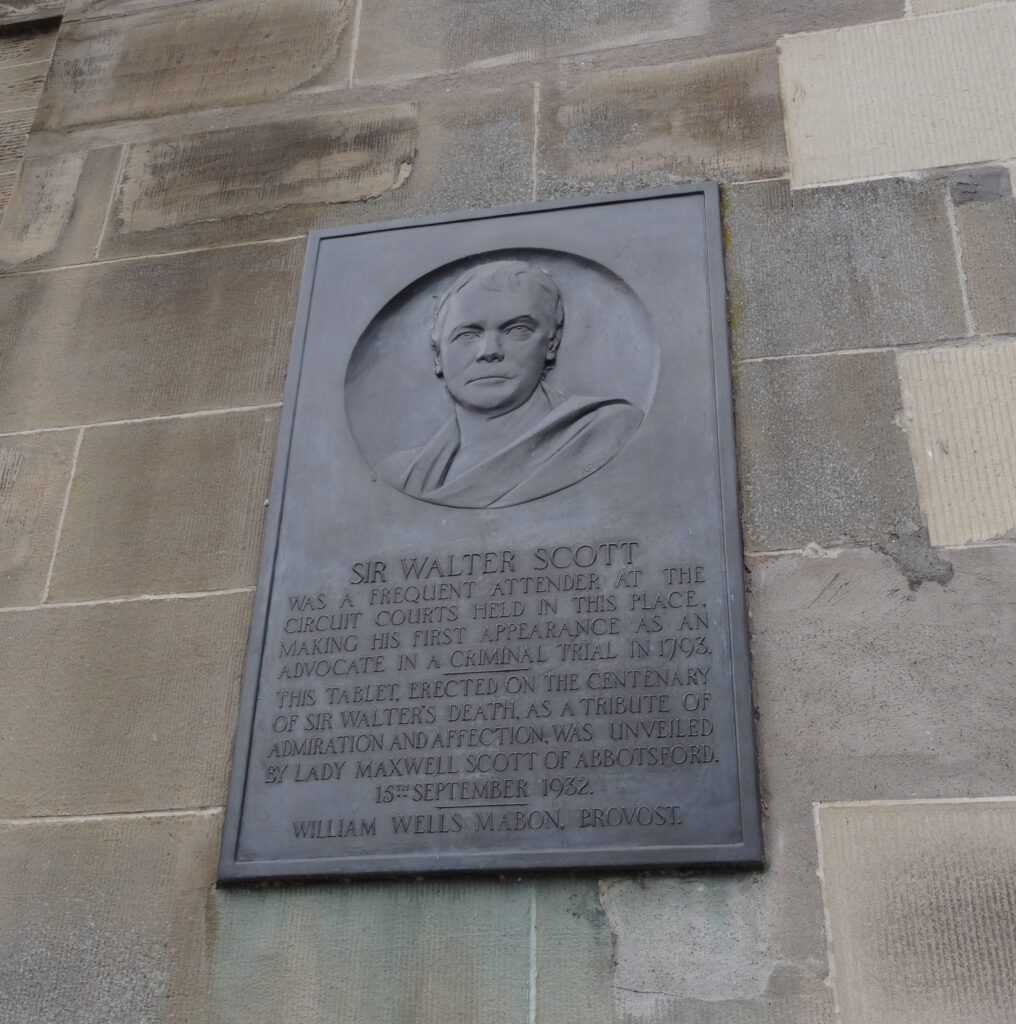 SIR WALTER SCOTT
WAS A FREQUENT ATTENDER AT THE
CIRCUIT COURTS HELD IN THIS PLACE,
MAKING HIS FIRST APPEARANCE AS AN
ADVOCATE IN A CRIMINAL TRIAL IN 1793.
THIS TABLET, ERECTED ON THE CENTENARY
OF SIR WALTER'S DEATH, AS A TRIBUTE OF
ADMIRATION AND AFFECTION, WAS UNVEILED
BY LADY MAXWELL SCOTT OF ABBOTSFORD.
15TH SEPTEMBER 1932.
WILLIAM WELLS MABON, PROVOST.